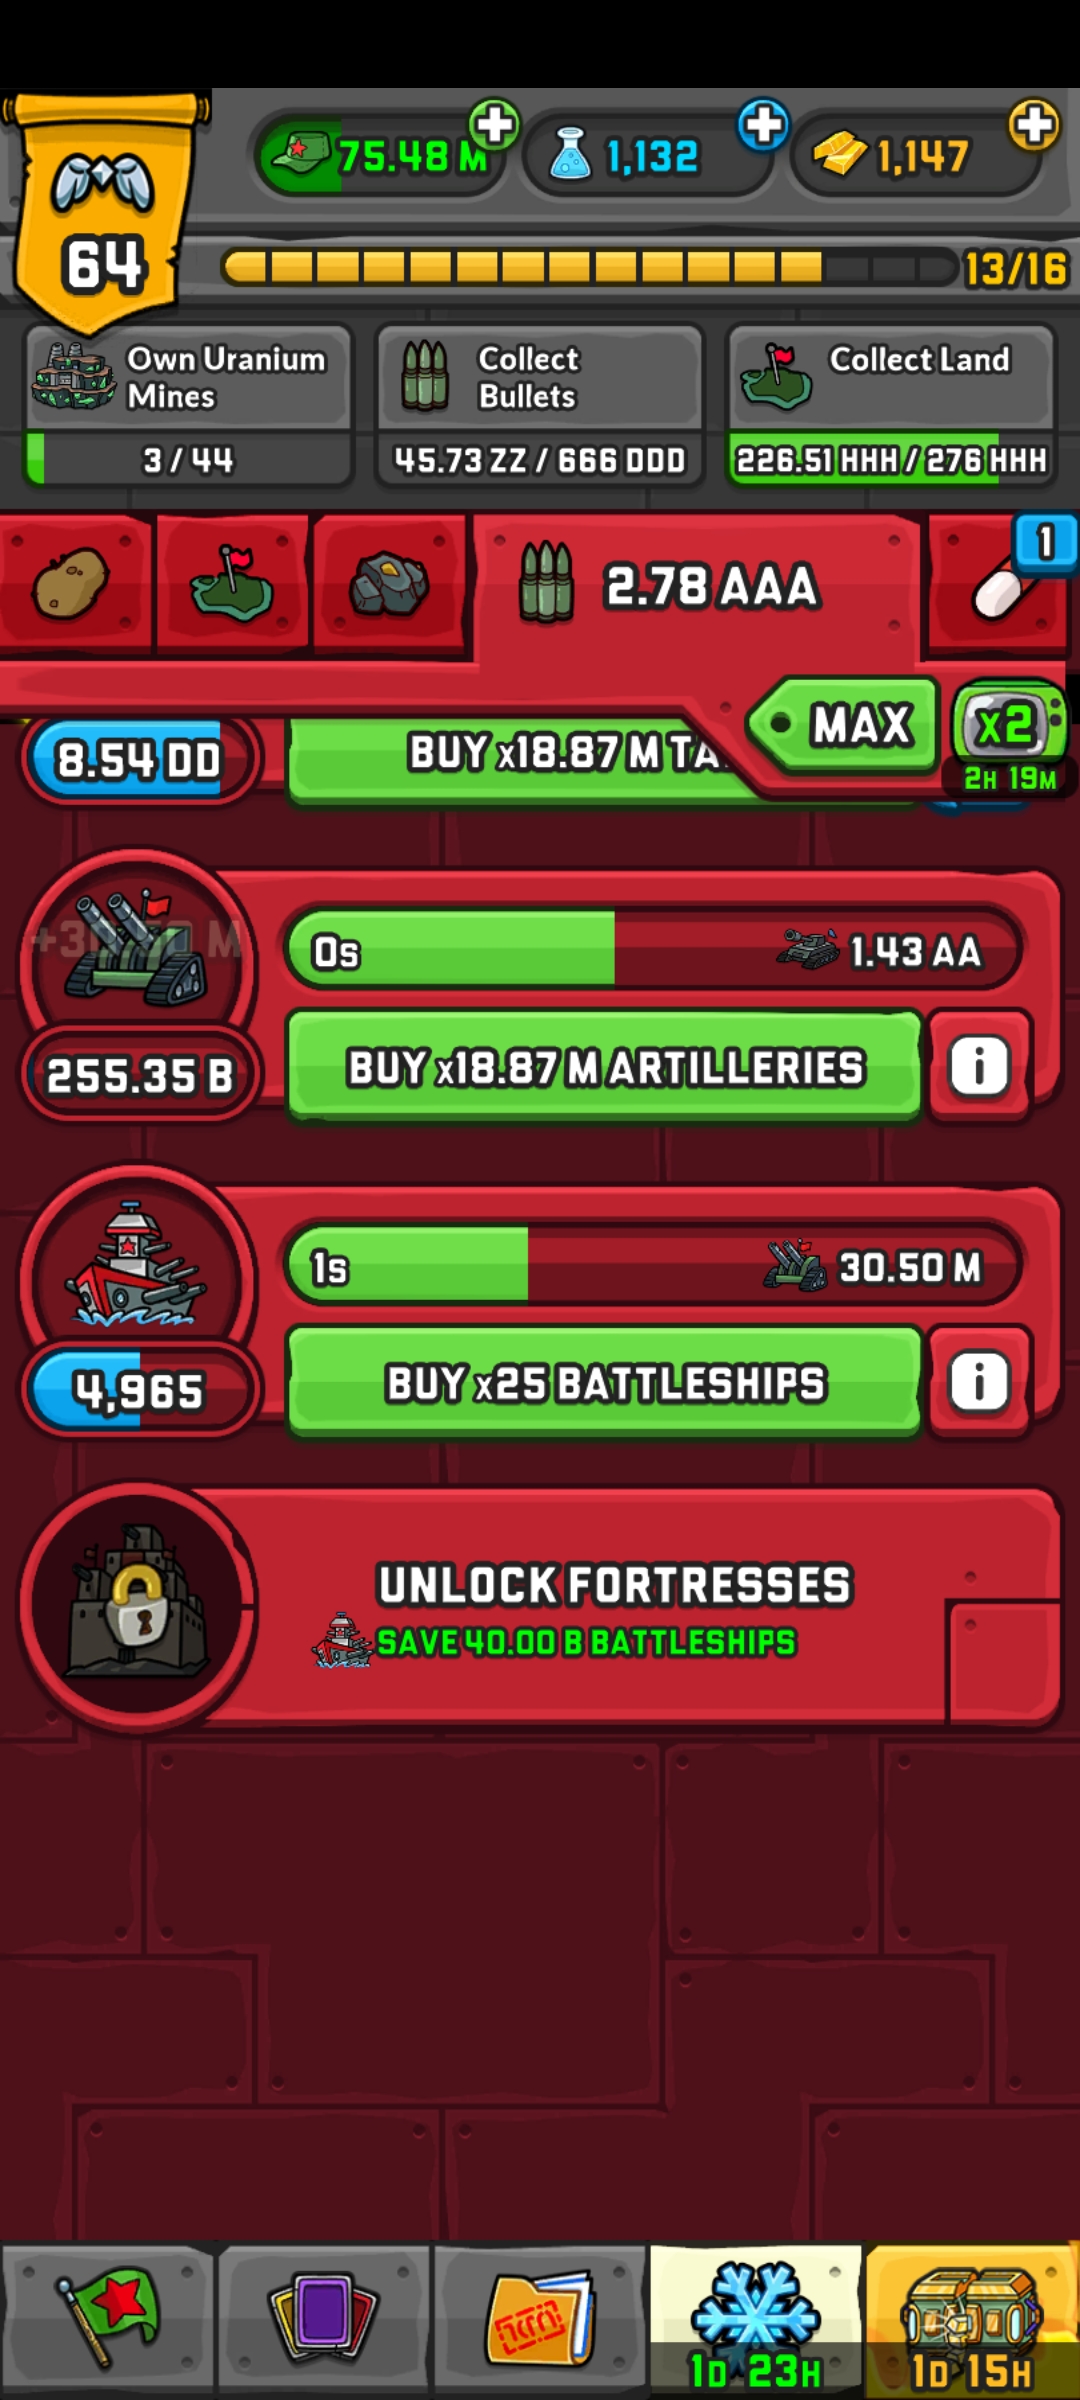 75.48 M
1,132
1,147
64
13/16
Own Uranium
Mines
3 / 44
Collect
Bullets
45.73 ZZ / 666 DDD
Collect Land
226.51 HHH / 276 HHH
2.78 AAA
1
MAX
x2
2H 19M
8.54 DD
BUY x18.87 M TA
0s
1.43 AA
255.35 B
BUY x18.87 M ARTILLERIES
i
1s
30.50 M
4,965
BUY x25 BATTLESHIPS
i
UNLOCK FORTRESSES
SAVE 40.00 B BATTLESHIPS
1D 23H
1D 15H